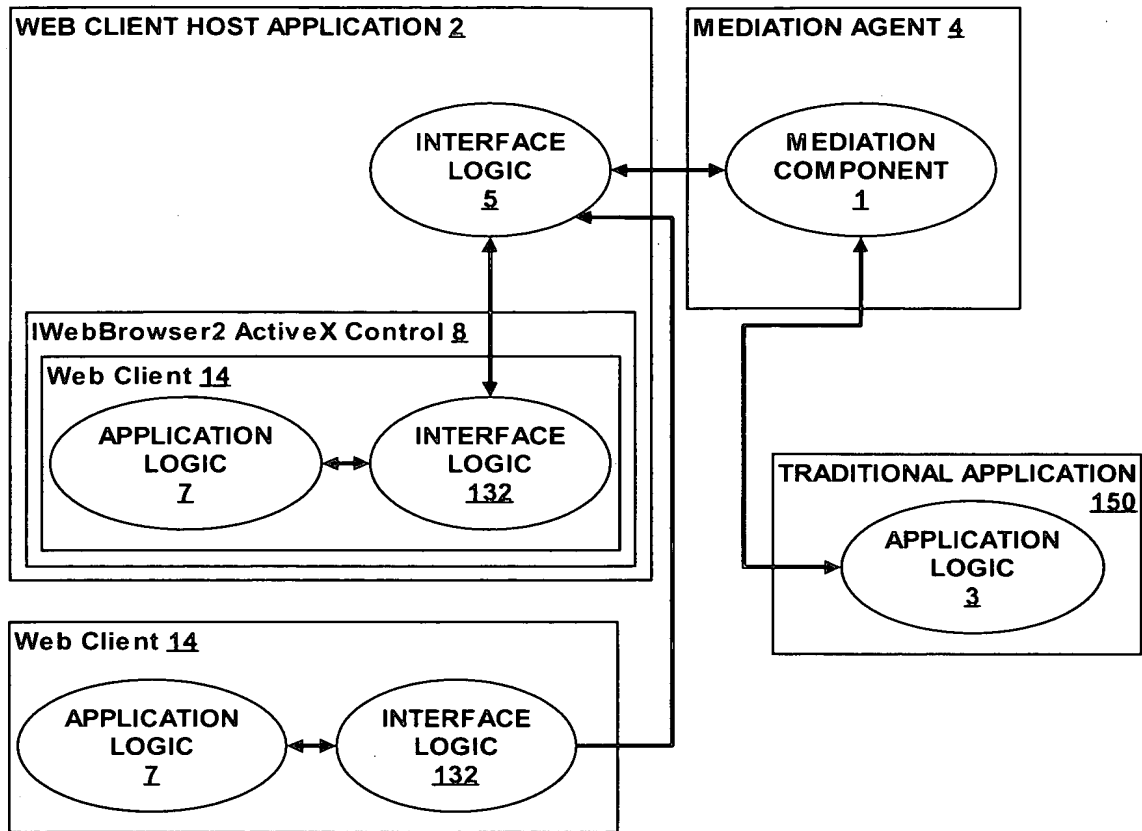 WEB CLIENT HOST APPLICATION 2
MEDIATION AGENT 4
INTERFACE
LOGIC
5
MEDIATION
COMPONENT
1
IWebBrowser2 ActiveX Control 8
Web Client 14
APPLICATION
LOGIC
7
INTERFACE
LOGIC
132
TRADITIONAL APPLICATION
150
APPLICATION
LOGIC
3
Web Client 14
APPLICATION
LOGIC
7
INTERFACE
LOGIC
132